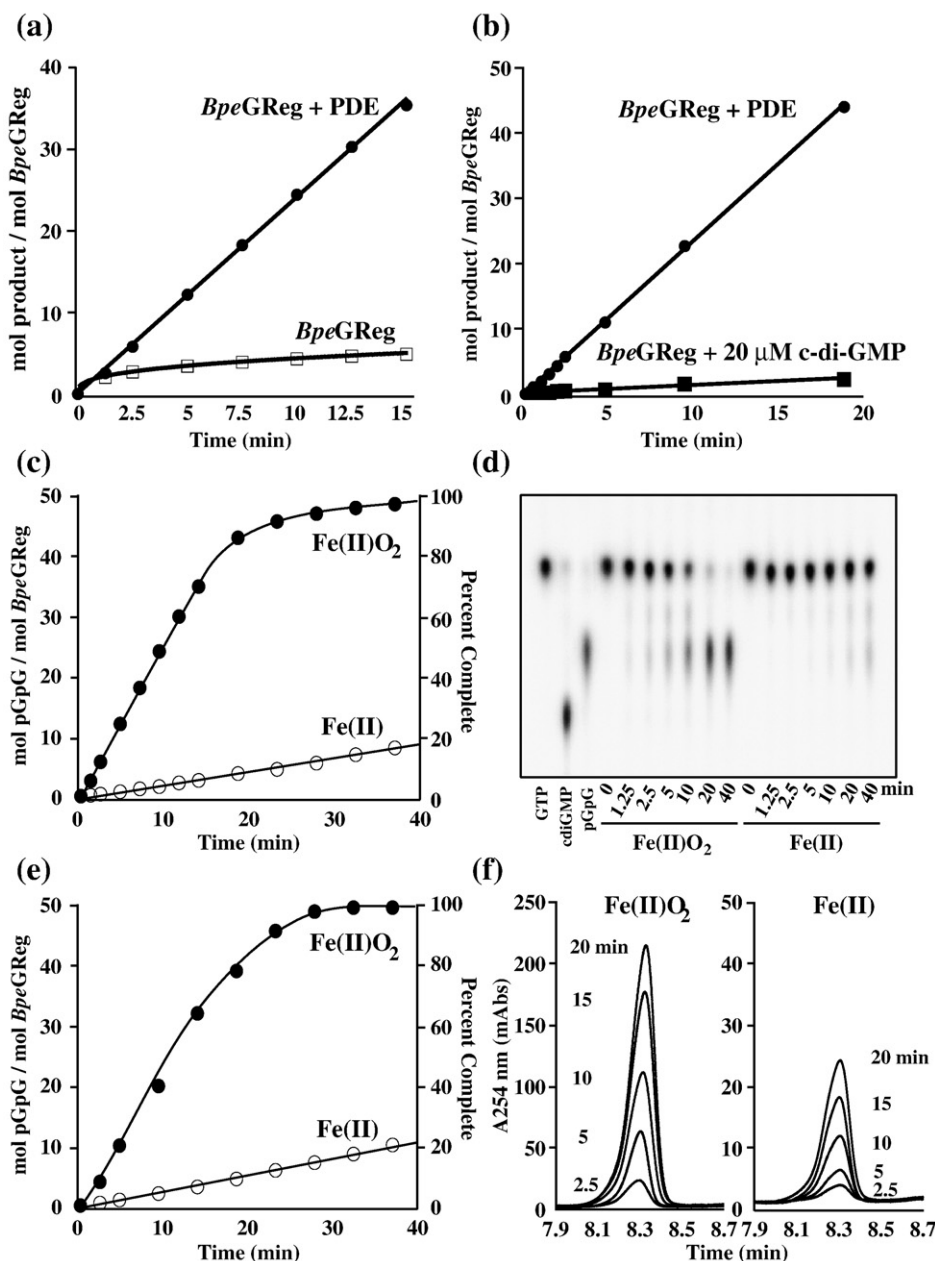 (a)
40
30
20
10
0
mol product / mol BpeGReg
BpeGReg + PDE
BpeGReg
2.5 5 7.5 10 12.5 15
Time (min)
(b)
50
40
30
20
10
0
mol product / mol BpeGReg
BpeGReg + PDE
BpeGReg + 20 μM c-di-GMP
0 5 10 15 20
Time (min)
(c)
50
40
30
20
10
0
mol pGpG / mol BpeGReg
100
80
60
40
20
0
Percent Complete
Fe(II)O2
Fe(II)
0 10 20 30 40
Time (min)
(d)
GTP
cdiGMP
pGpG
0 1.25 2.5 5 10 20 40
0 1.25 2.5 5 10 20 40 min
Fe(II)O2 Fe(II)
(e)
50
40
30
20
10
0
mol pGpG / mol BpeGReg
100
80
60
40
20
0
Percent Complete
Fe(II)O2
Fe(II)
0 10 20 30 40
Time (min)
(f)
Fe(II)O2
250
200
150
100
50
0
A254 nm (mAbs)
20 min
15
10
5
2.5
7.9 8.1 8.3 8.5 8.7
Fe(II)
50
40
30
20
10
0
20 min
15
10
5
2.5
7.9 8.1 8.3 8.5 8.7
Time (min)